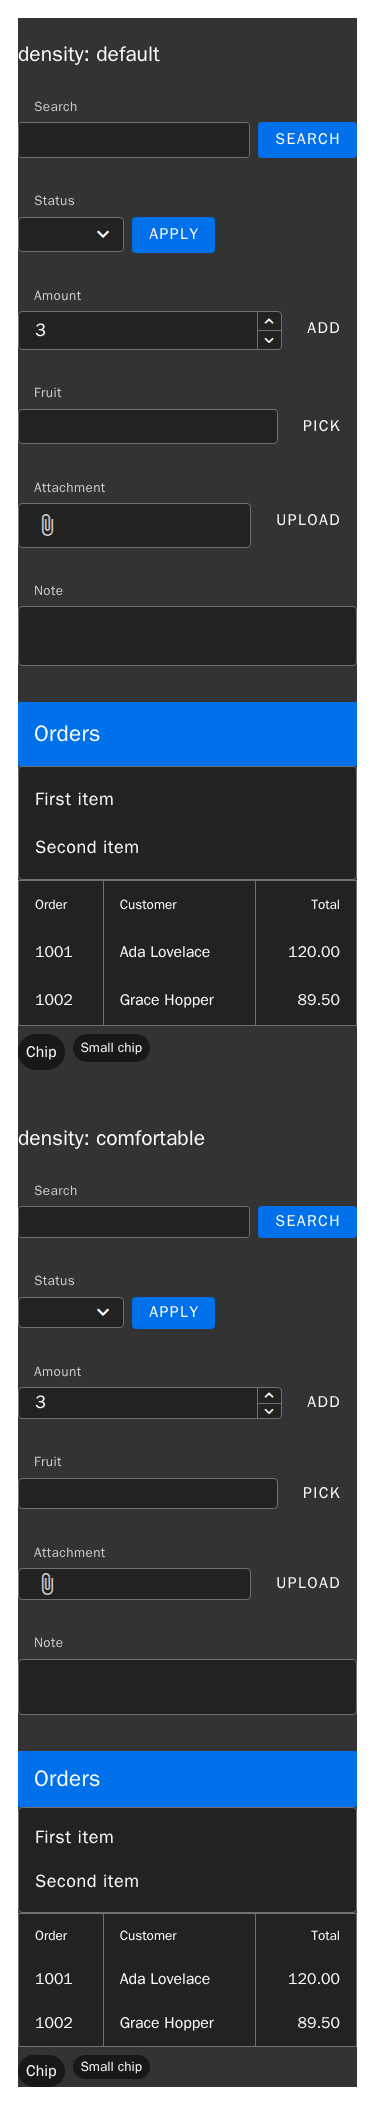 density: default
Search
SEARCH
Status
APPLY
Amount
3
ADD
Fruit
PICK
Attachment
UPLOAD
Note
Orders
First item
Second item
Order Customer Total
1001 Ada Lovelace 120.00
1002 Grace Hopper 89.50
Chip Small chip
density: comfortable
Search
SEARCH
Status
APPLY
Amount
3
ADD
Fruit
PICK
Attachment
UPLOAD
Note
Orders
First item
Second item
Order Customer Total
1001 Ada Lovelace 120.00
1002 Grace Hopper 89.50
Chip Small chip